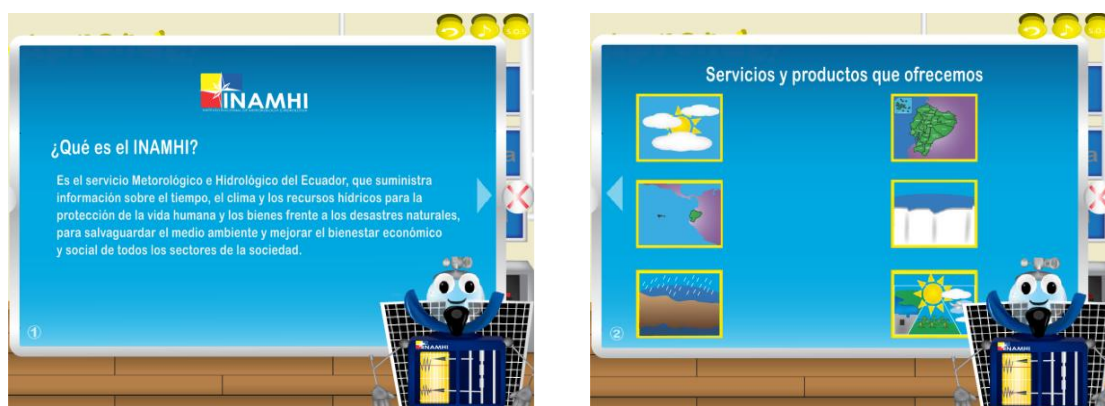 S.O.S
INAMHI
¿Qué es el INAMHI?
Es el servicio Metorológico e Hidrológico del Ecuador, que suministra
información sobre el tiempo, el clima y los recursos hídricos para la
protección de la vida humana y los bienes frente a los desastres naturales,
para salvaguardar el medio ambiente y mejorar el bienestar económico
y social de todos los sectores de la sociedad.
1
INAMHI
Servicios y productos que ofrecemos
2
INAMHI